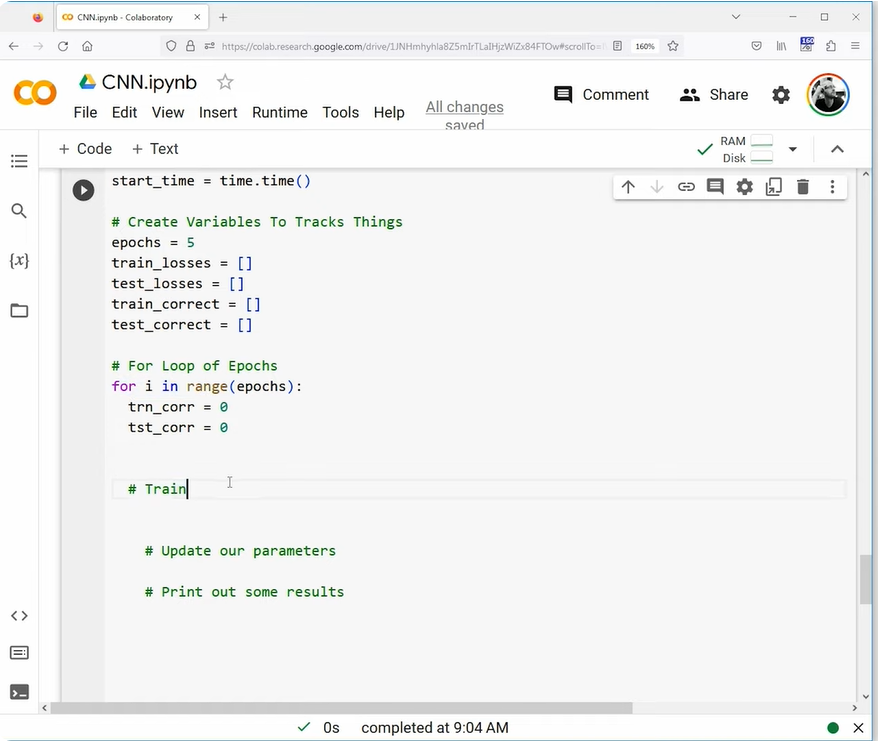 CNN.ipynb - Colaboratory
https://colab.research.google.com/drive/
160%
160
CNN.ipynb
File Edit View Insert Runtime Tools Help
All changes saved
Comment
Share
+ Code + Text
RAM
Disk
start_time = time.time()
# Create Variables To Tracks Things
epochs = 5
train_losses = []
test_losses = []
train_correct = []
test_correct = []
# For Loop of Epochs
for i in range(epochs):
trn_corr = 0
tst_corr = 0
# Train
# Update our parameters
# Print out some results
{x}
0s completed at 9:04 AM